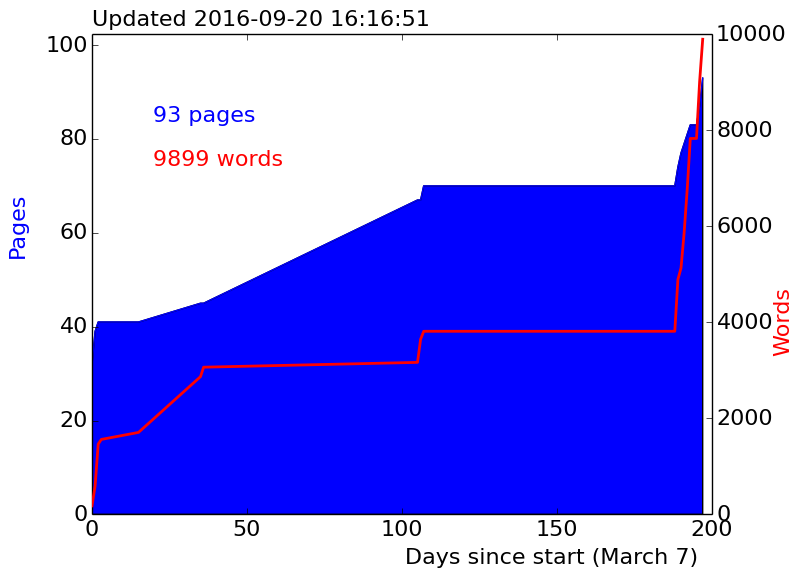 Updated 2016-09-20 16:16:51
100
80
60
40
20
0
Pages
93 pages
9899 words
10000
8000
6000
4000
2000
0
Words
0
50
100
150
200
Days since start (March 7)